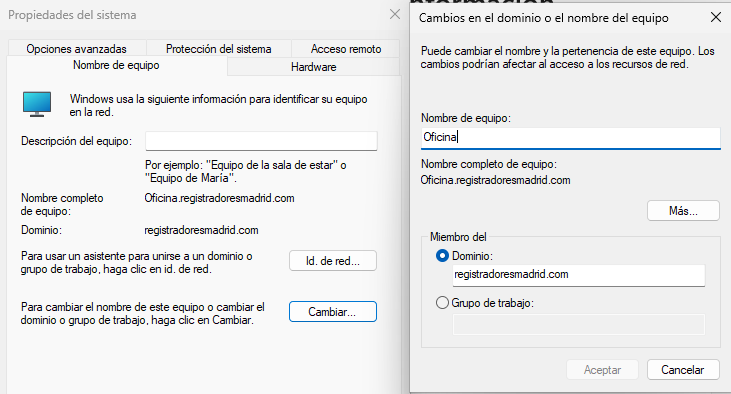 Propiedades del sistema
Opciones avanzadas
Protección del sistema
Acceso remoto
Nombre de equipo
Hardware
Windows usa la siguiente información para identificar su equipo
en la red.
Descripción del equipo:
Por ejemplo: "Equipo de la sala de estar" o
"Equipo de María".
Nombre completo
de equipo:
Oficina.registradoresmadrid.com
Dominio:
registradoresmadrid.com
Para usar un asistente para unirse a un dominio o
grupo de trabajo, haga clic en id. de red.
Id. de red...
Para cambiar el nombre de este equipo o cambiar el
dominio o grupo de trabajo, haga clic en Cambiar.
Cambiar...
Cambios en el dominio o el nombre del equipo
Puede cambiar el nombre y la pertenencia de este equipo. Los
cambios podrían afectar al acceso a los recursos de red.
Nombre de equipo:
Oficina
Nombre completo de equipo:
Oficina.registradoresmadrid.com
Más...
Miembro del
Dominio:
registradoresmadrid.com
Grupo de trabajo:
Aceptar
Cancelar